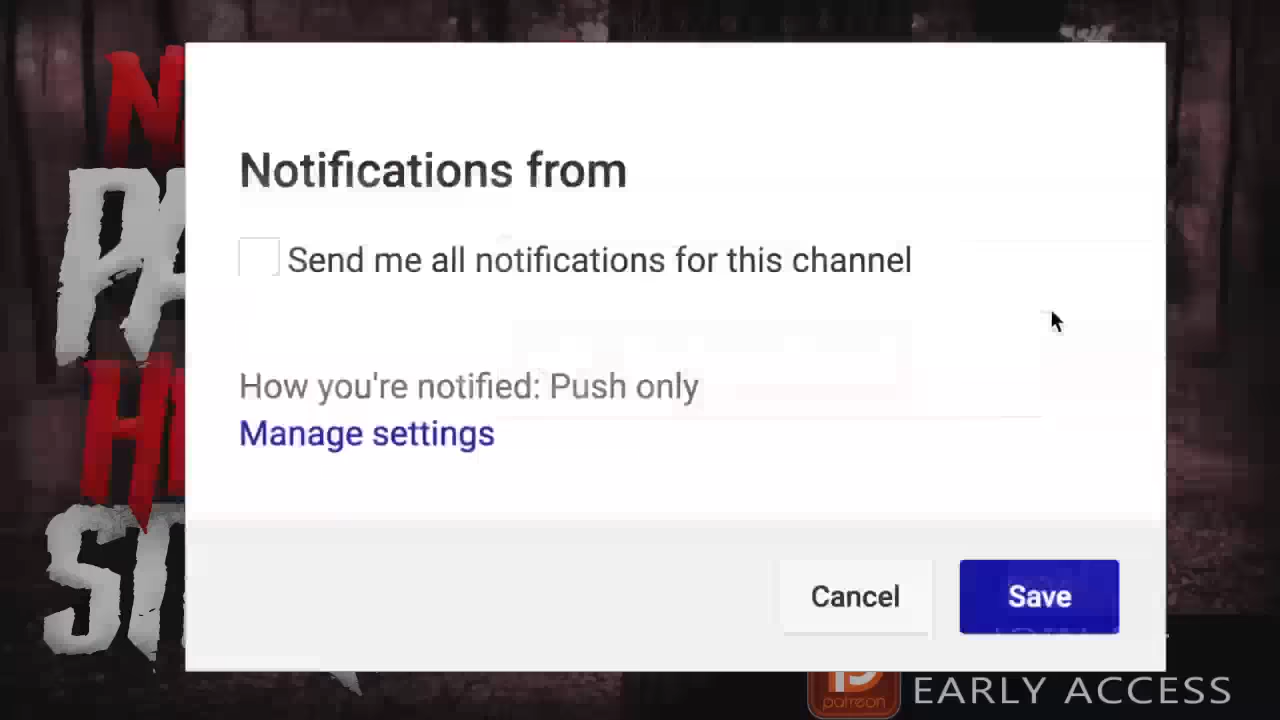 Notifications from
Send me all notifications for this channel
How you're notified: Push only
Manage settings
Cancel
Save
patreon
EARLY ACCESS